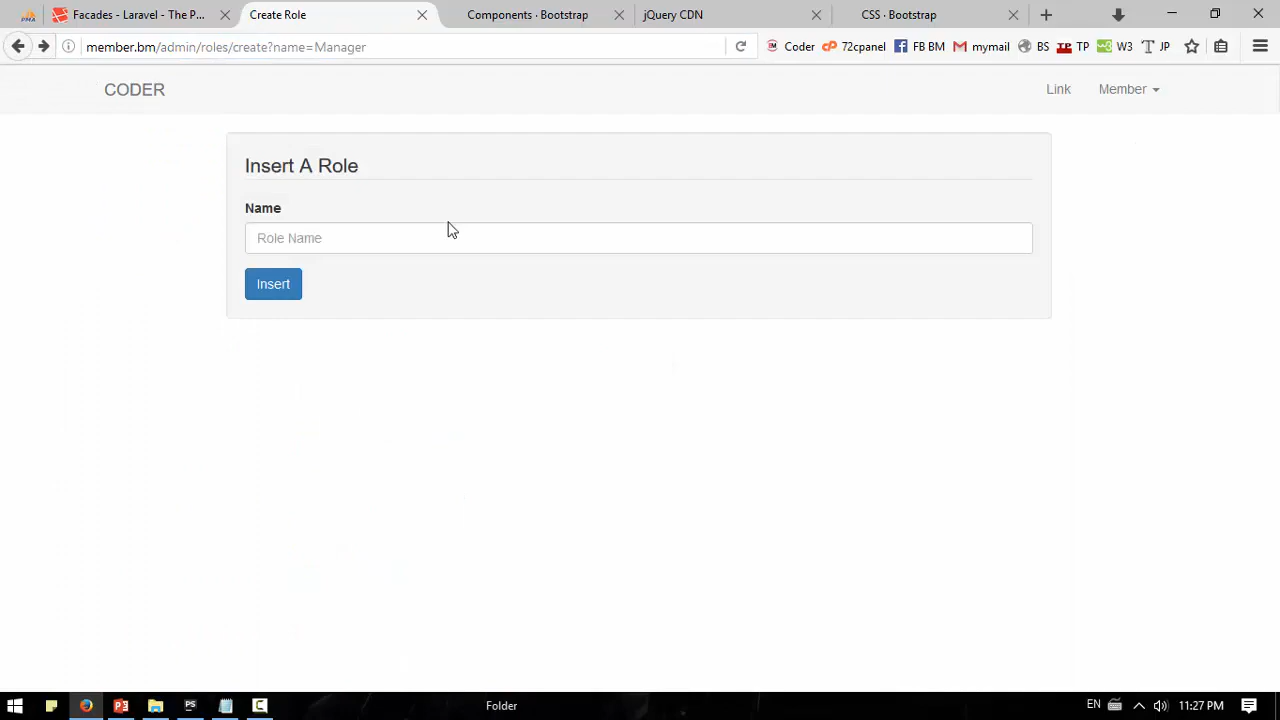 Facades - Laravel - The P...
Create Role
Components · Bootstrap
jQuery CDN
CSS · Bootstrap
member.bm/admin/roles/create?name=Manager
Coder
72cpanel
FB BM
mymail
BS
TP
W3
JP
CODER
Link
Member
Insert A Role
Name
Role Name
Insert
Folder
EN
11:27 PM